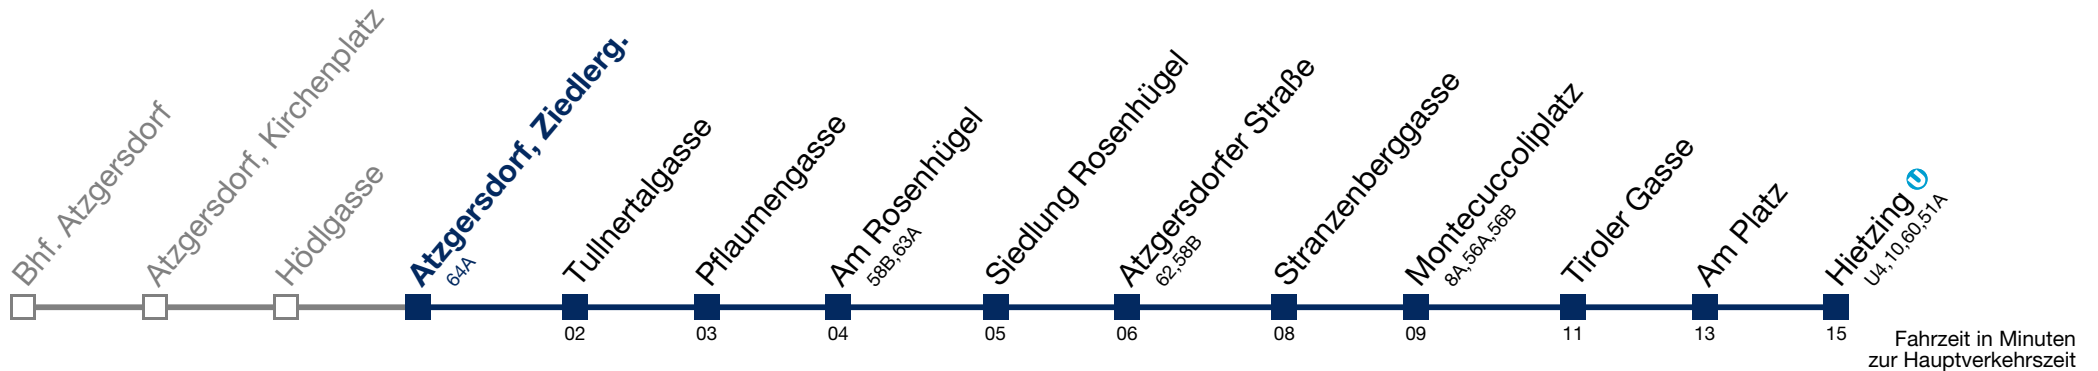 Bhf. Atzgersdorf
Atzgersdorf, Kirchenplatz
Hödlgasse
Atzgersdorf, Ziedlerg.
64A
Tullnertalgasse
02
Pflaumengasse
03
Am Rosenhügel
58B,63A
04
Siedlung Rosenhügel
05
Atzgersdorfer Straße
62,58B
06
Stranzenberggasse
08
Montecuccoliplatz
8A,56A,56B
09
Tiroler Gasse
11
Am Platz
13
Hietzing U
U4,10,60,51A
15
Fahrzeit in Minuten
zur Hauptverkehrszeit